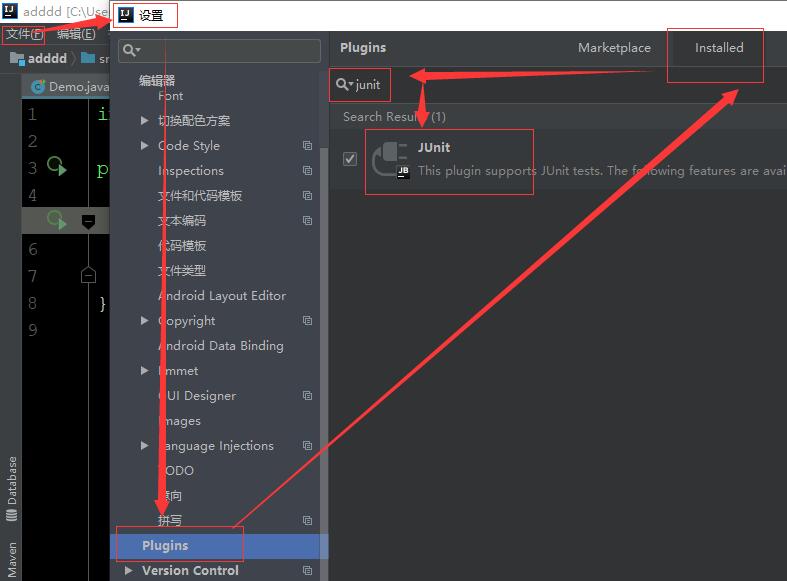 adddd [C:\Use
设置
文件(F)
编辑(E)
adddd
sr
Demo.java
1
2
3
4
6
7
8
9
i
p
}
Database
Maven
编辑器
Font
切换配色方案
Code Style
Inspections
文件和代码模板
文本编码
代码模板
文件类型
Android Layout Editor
Copyright
Android Data Binding
Emmet
GUI Designer
Images
Language Injections
TODO
意向
拼写
Plugins
Version Control
Plugins
Marketplace
Installed
junit
Search Results (1)
JUnit
JB
This plugin supports JUnit tests. The following features are avai